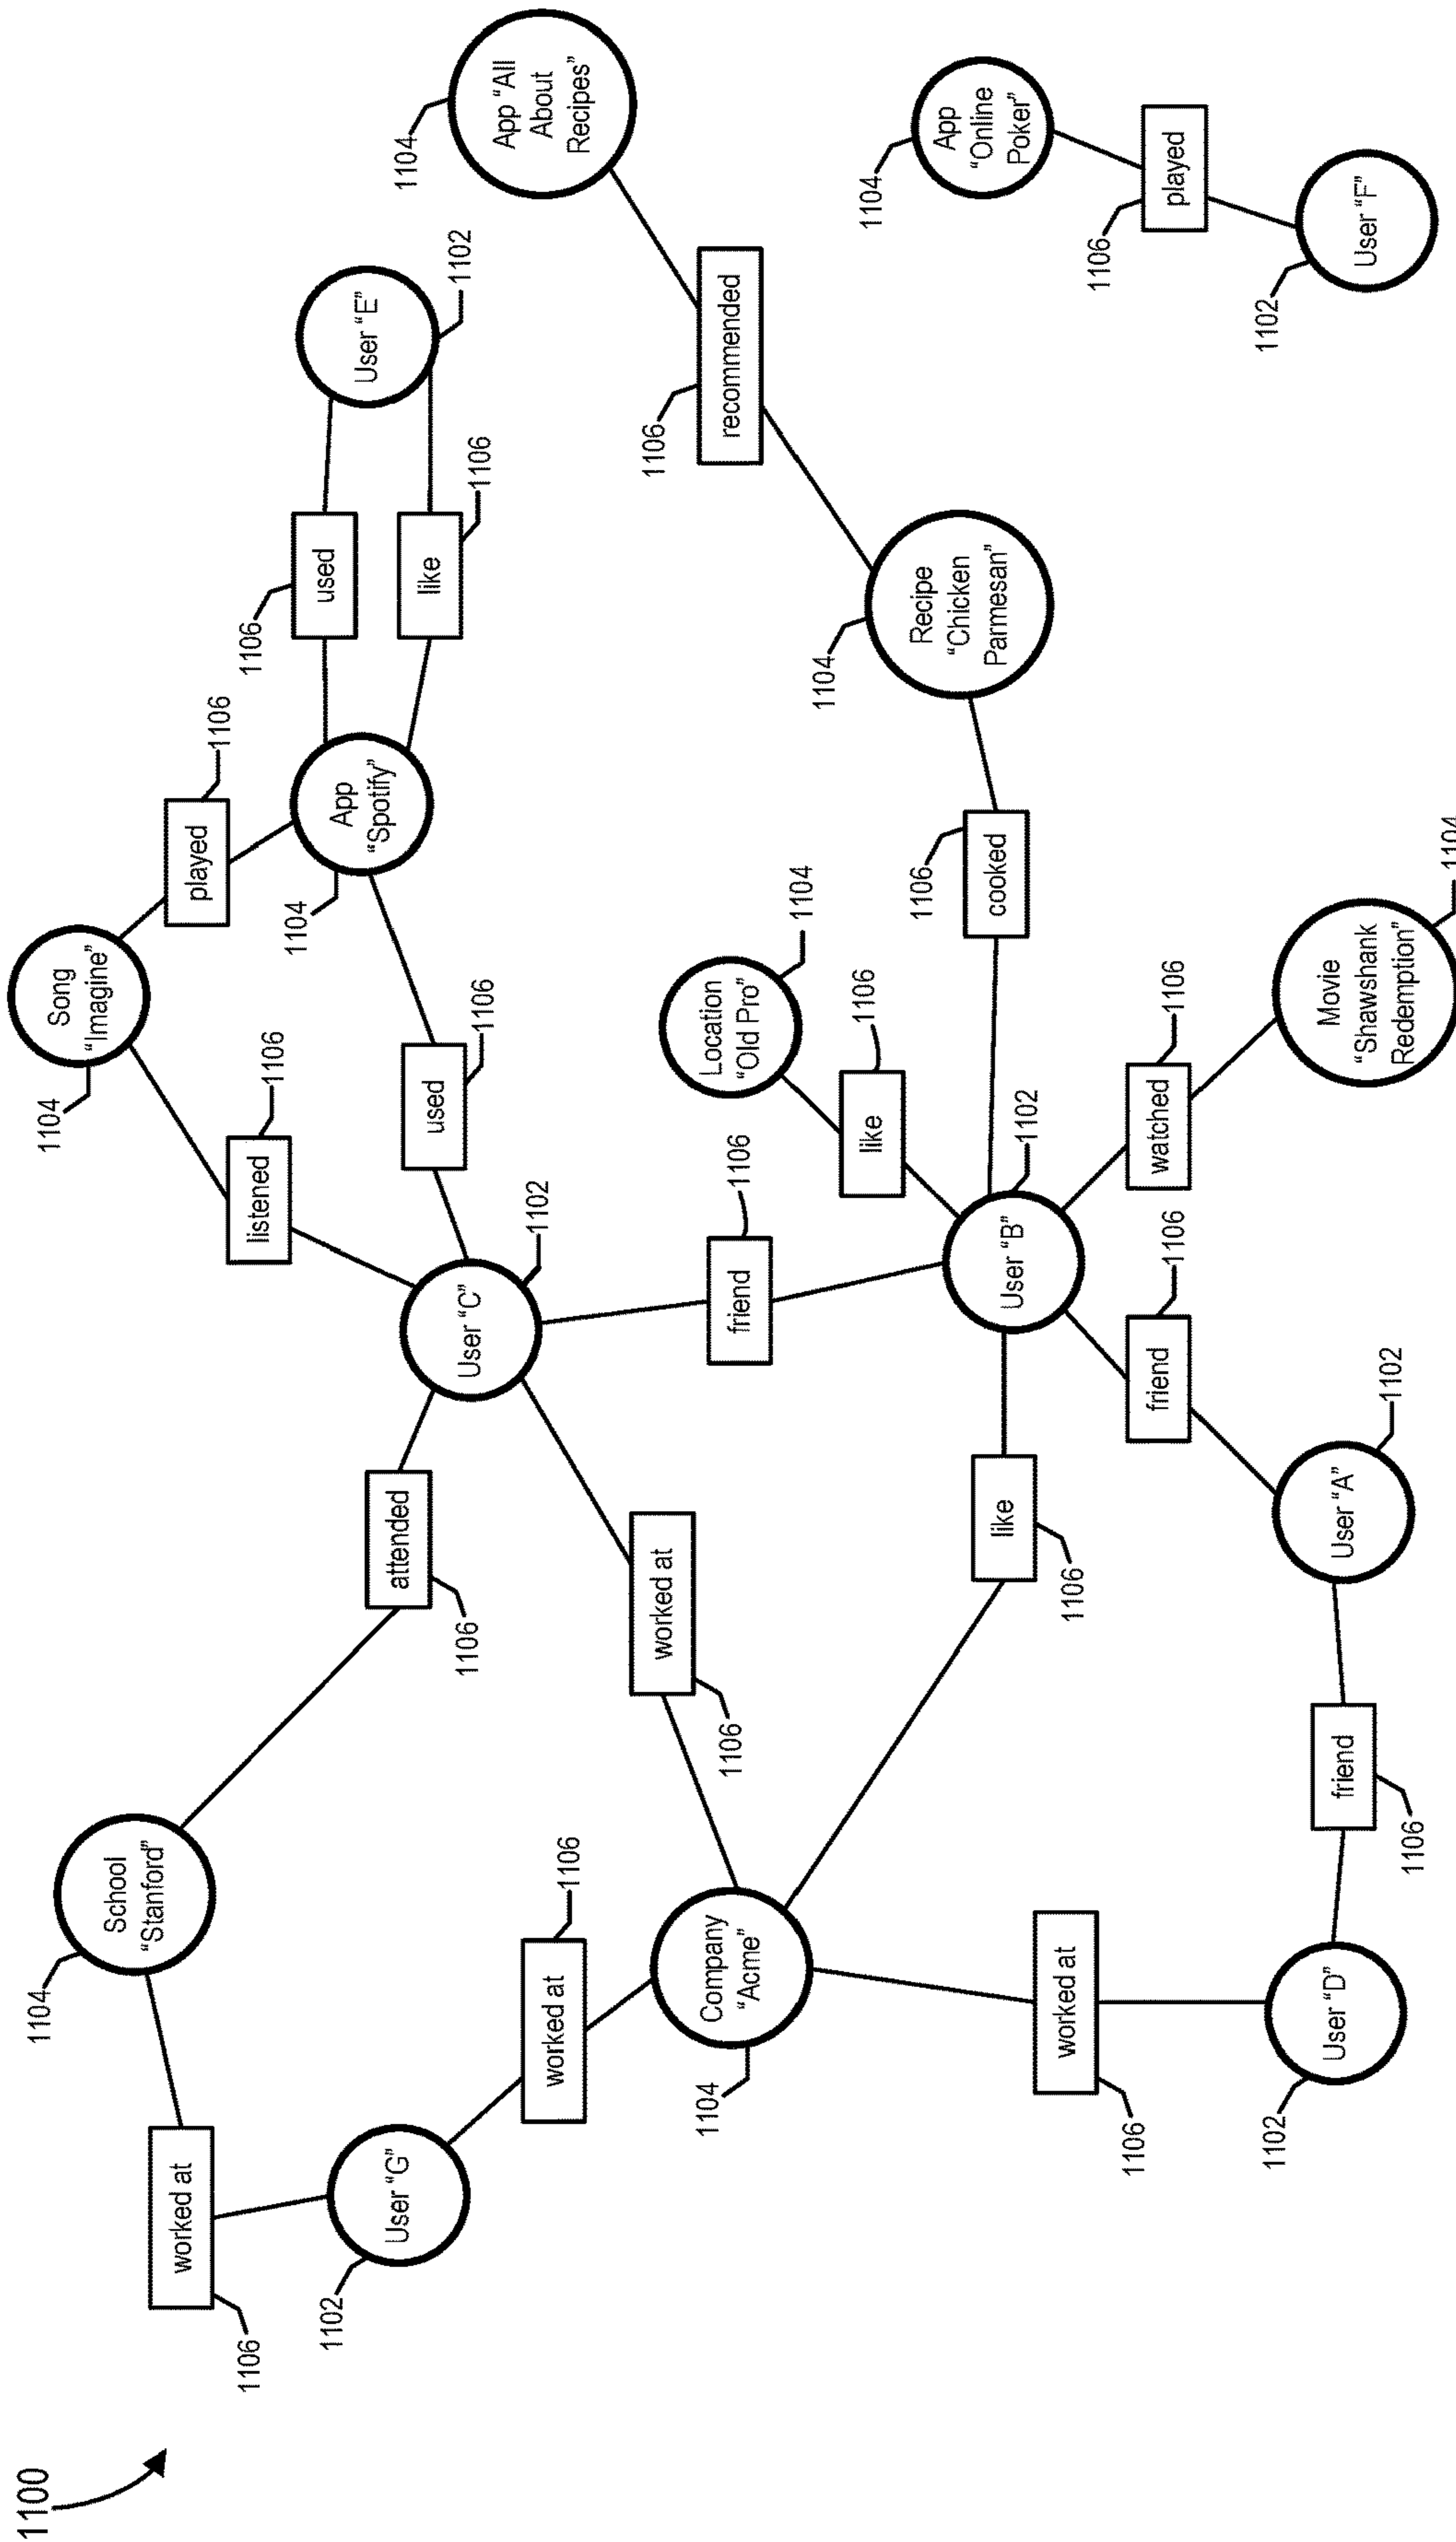 1100
1104
School
"Stanford"
1104
Song
"Imagine"
1106
worked at
played
1106
listened
1106
1102
User "G"
1106
used
1106
User "E"
1102
1104
App
"Spotify"
like
1106
attended
1106
used
1106
User "C"
1102
1104
App "All
About
Recipes"
worked at
1106
worked at
1106
1106
recommended
1104
Company
"Acme"
friend
1106
Location
"Old Pro"
1104
like
1106
1104
Recipe
"Chicken
Parmesan"
1106
cooked
like
1106
User "B"
1102
1104
App
"Online
Poker"
1106
worked at
friend
1106
watched
1106
1106
played
1102
User "D"
friend
1106
User "A"
1102
Movie
"Shawshank
Redemption"
1104
1102
User "F"